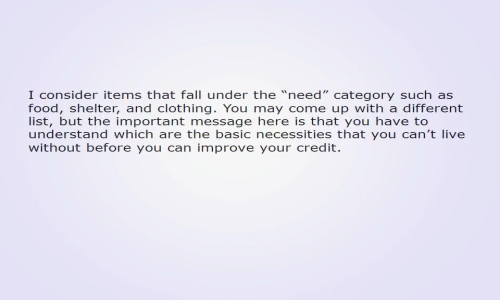 I consider items that fall under the “need” category such as
food, shelter, and clothing. You may come up with a different
list, but the important message here is that you have to
understand which are the basic necessities that you can’t live
without before you can improve your credit.